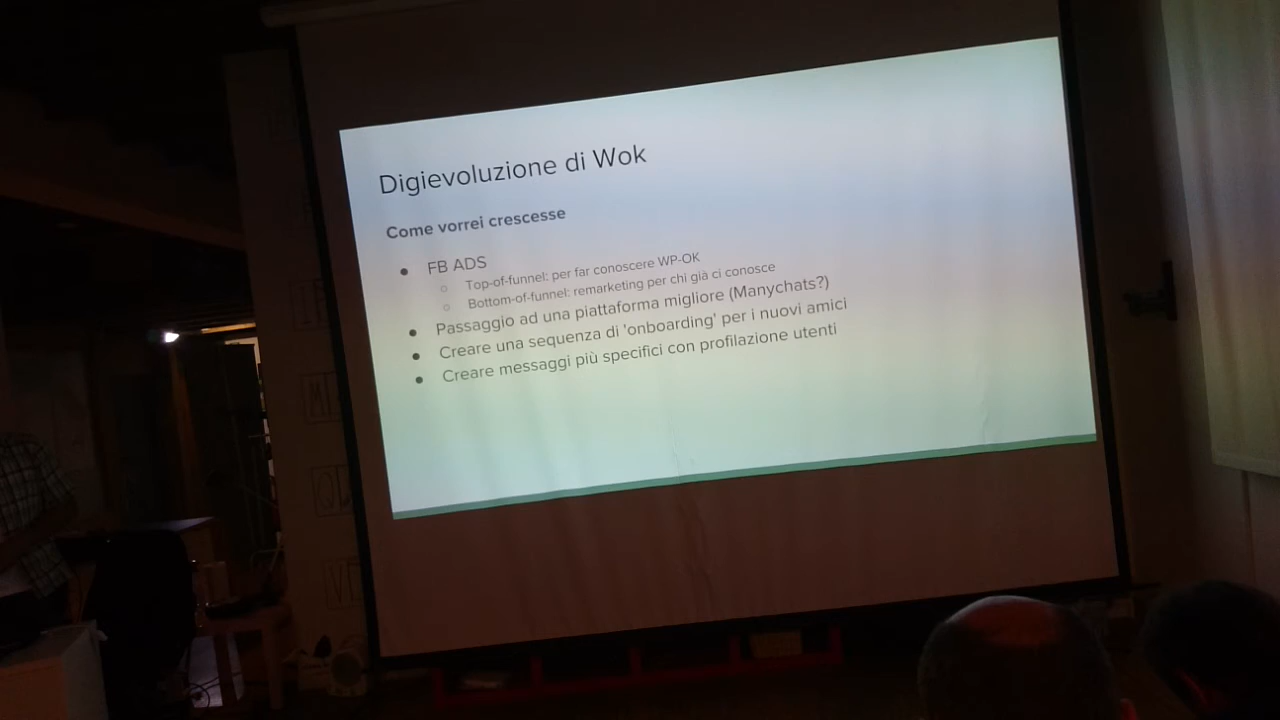 Digievoluzione di Wok
Come vorrei crescesse
● FB ADS
○ Top-of-funnel: per far conoscere WP-OK
○ Bottom-of-funnel: remarketing per chi già ci conosce
● Passaggio ad una piattaforma migliore (Manychats?)
● Creare una sequenza di 'onboarding' per i nuovi amici
● Creare messaggi più specifici con profilazione utenti